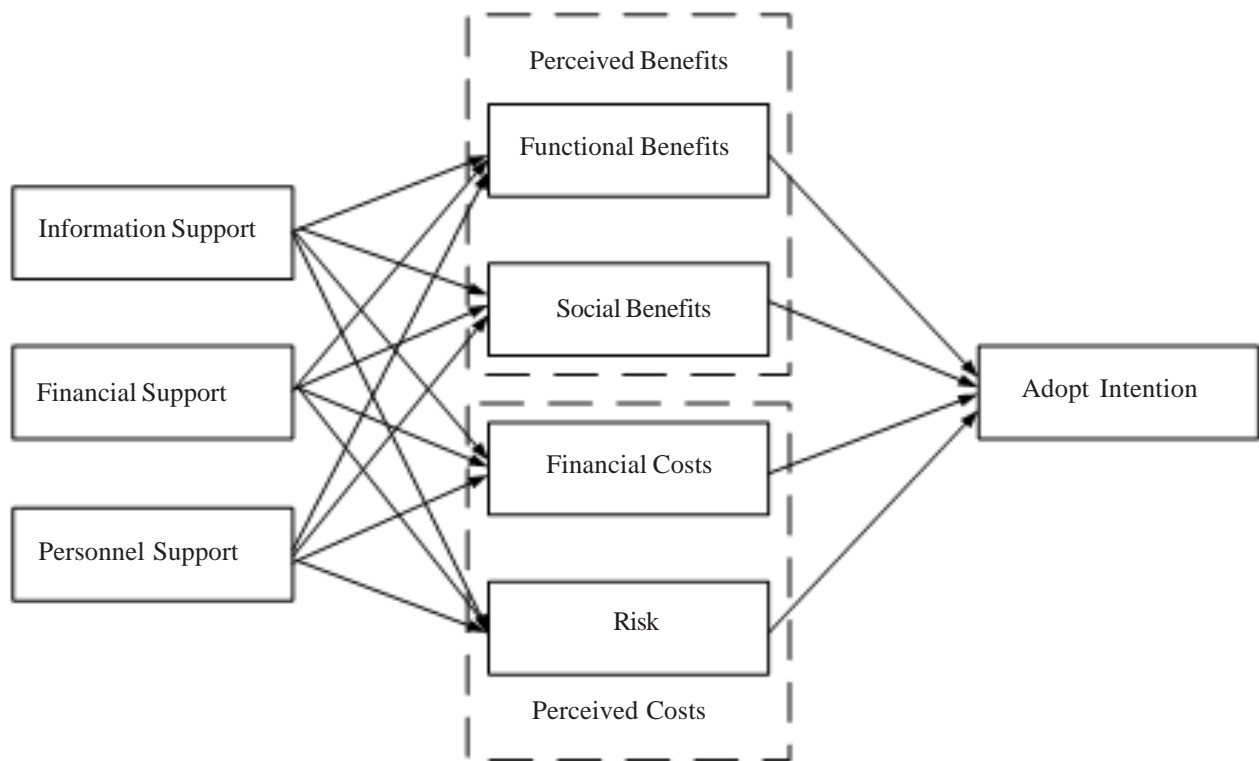 Perceived Benefits
Functional Benefits
Information Support
Social Benefits
Financial Support
Adopt Intention
Financial Costs
Personnel Support
Risk
Perceived Costs